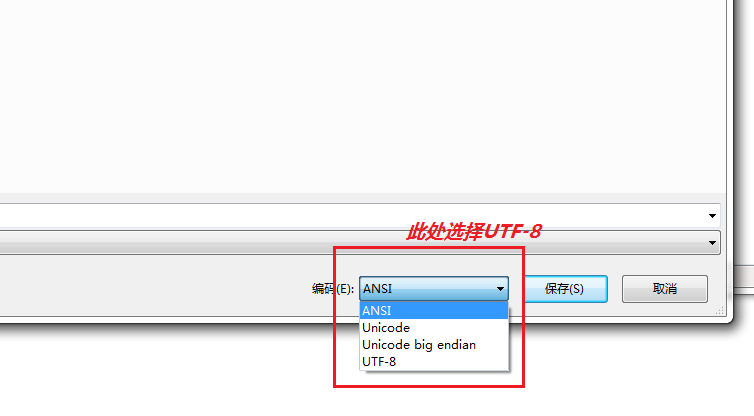 此处选择UTF-8
编码(E): ANSI 保存(S) 取消
ANSI
Unicode
Unicode big endian
UTF-8